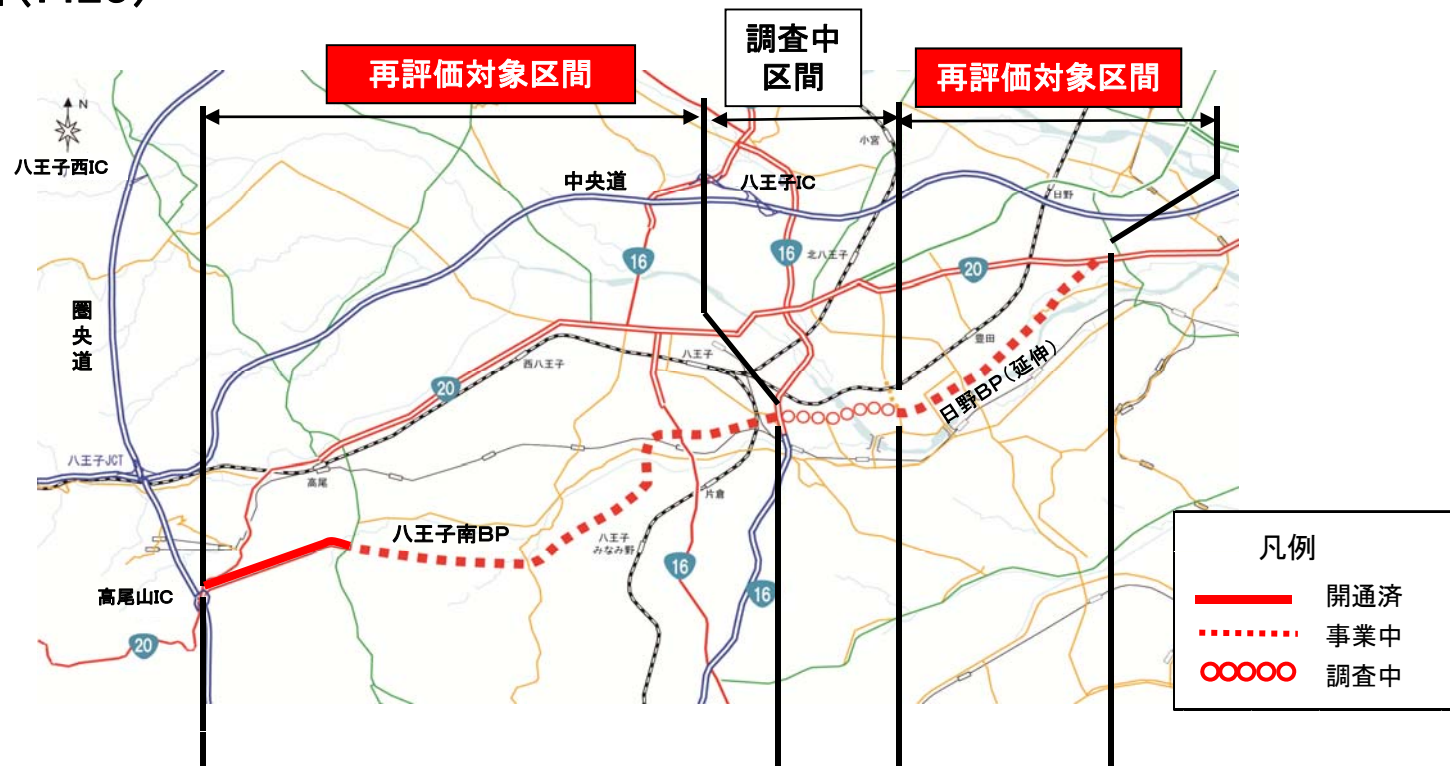 調査中
区間
再評価対象区間
再評価対象区間
N
八王子西IC
小宮
中央道
八王子IC
日野
16
16
北八王子
20
圏央道
豊田
八王子
西八王子
20
日野BP(延伸)
八王子JCT
高尾
片倉
八王子南BP
八王子
みなみ野
16
16
高尾山IC
20
凡例
開通済
事業中
調査中